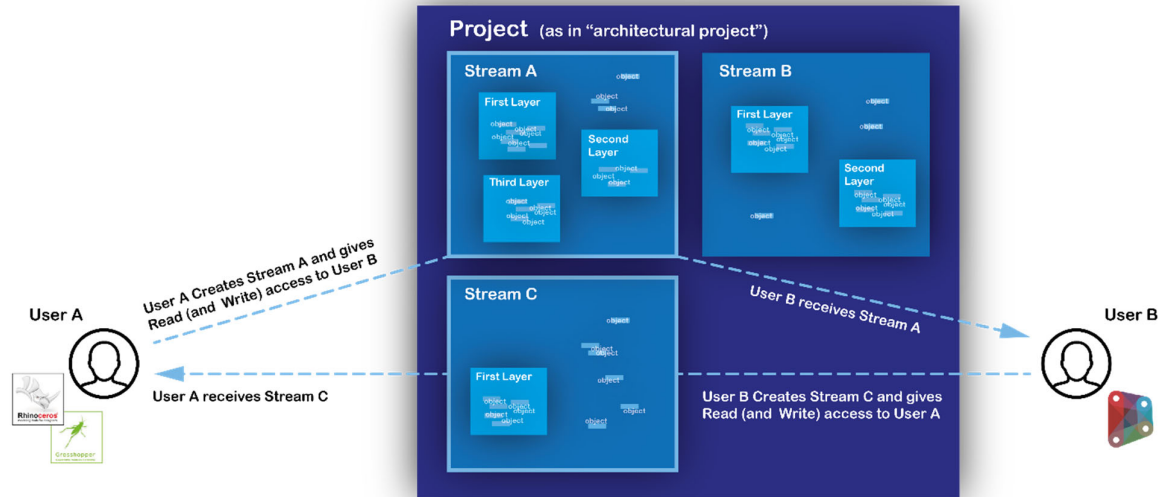 Project (as in “architectural project”)
Stream A
object
object
object
First Layer
object
object
object
object
object
Second
Layer
object
object
object
Third Layer
object
object
object
object
Stream B
object
object
object
First Layer
object
object
object
object
object
Second
Layer
object
object
object
object
object
User A Creates Stream A and gives
Read (and Write) access to User B
User B receives Stream A
Stream C
object
object
object
object
object
object
First Layer
object
object
object
object
object
User A
User B
User A receives Stream C
User B Creates Stream C and gives
Read (and Write) access to User A
Rhinoceros
Grasshopper